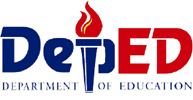 DepED
DEPARTMENT OF EDUCATION